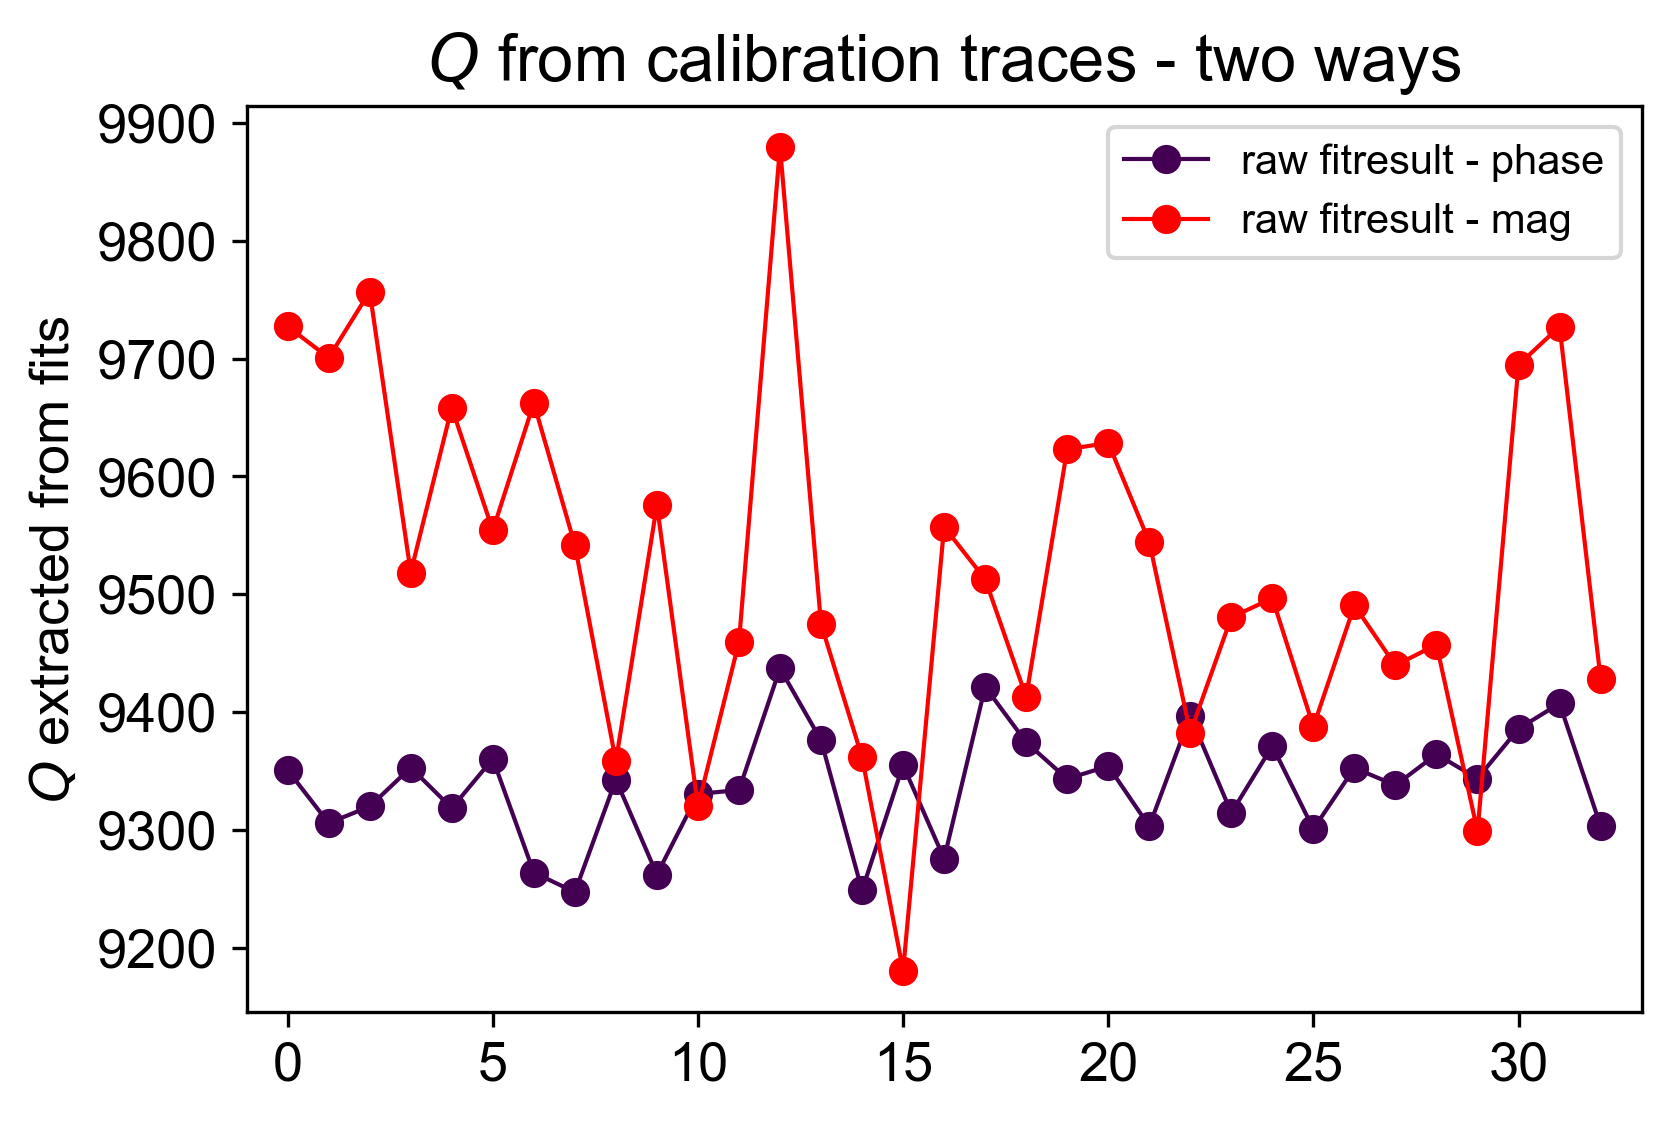 Q from calibration traces - two ways
raw fitresult - phase
raw fitresult - mag
Q extracted from fits
9900
9800
9700
9600
9500
9400
9300
9200
0 5 10 15 20 25 30